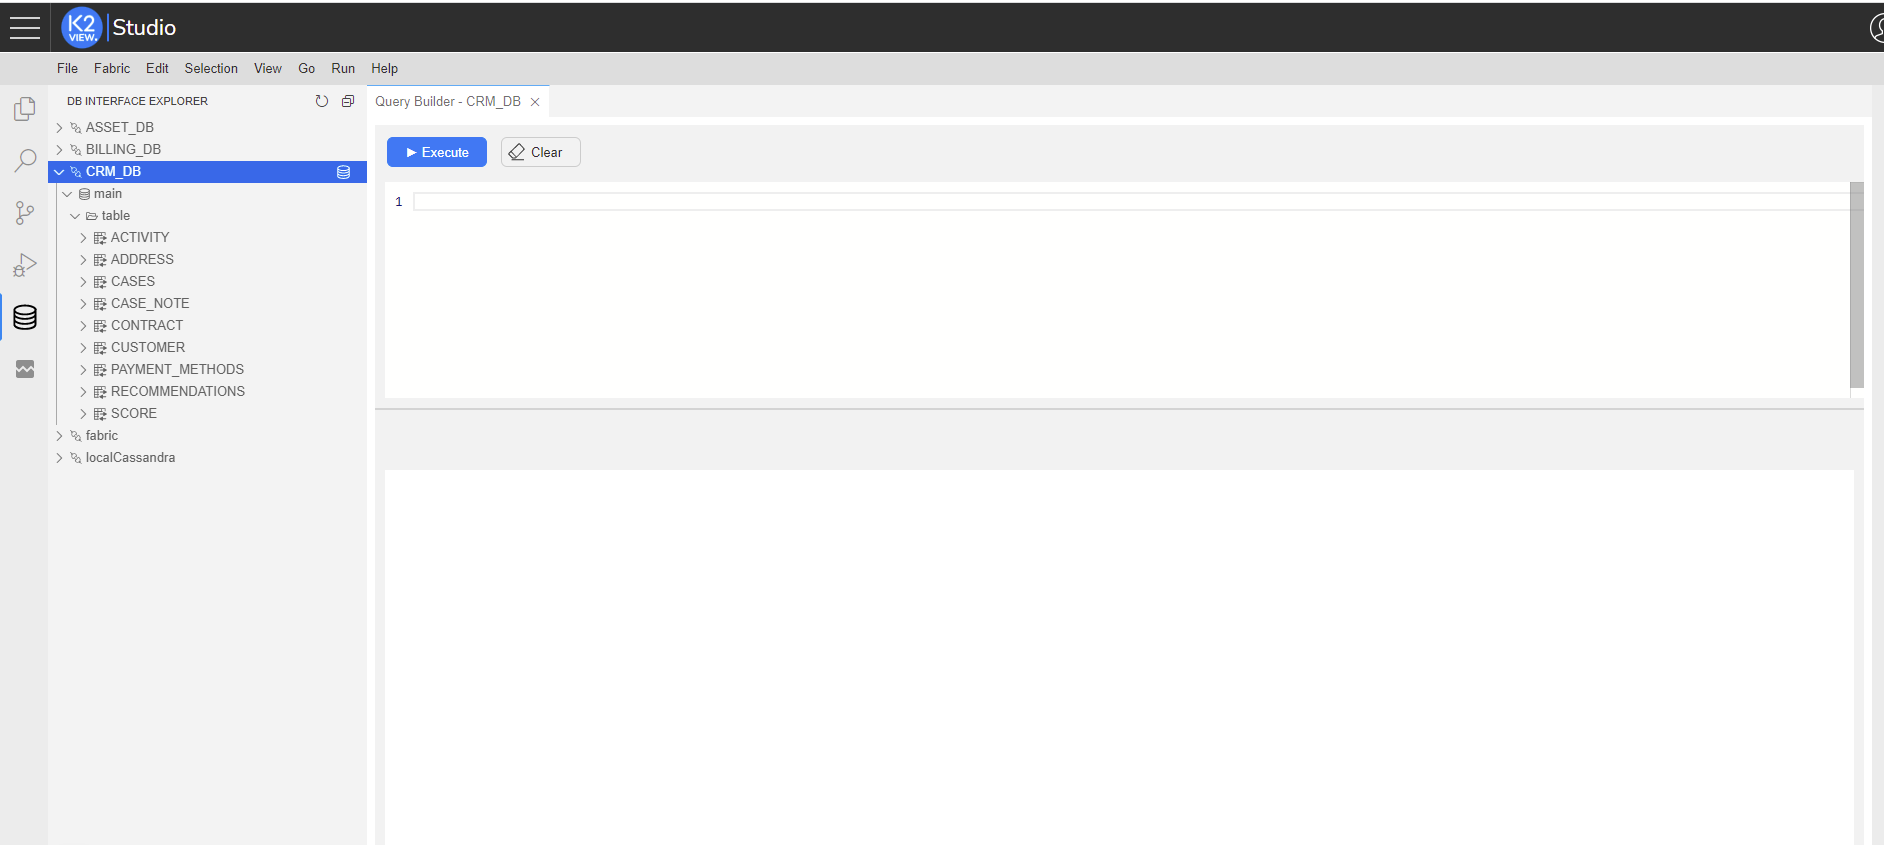 K2 VIEW. Studio
File Fabric Edit Selection View Go Run Help
DB INTERFACE EXPLORER
ASSET_DB
BILLING_DB
CRM_DB
main
table
ACTIVITY
ADDRESS
CASES
CASE_NOTE
CONTRACT
CUSTOMER
PAYMENT_METHODS
RECOMMENDATIONS
SCORE
fabric
localCassandra
Query Builder - CRM_DB
Execute Clear
1